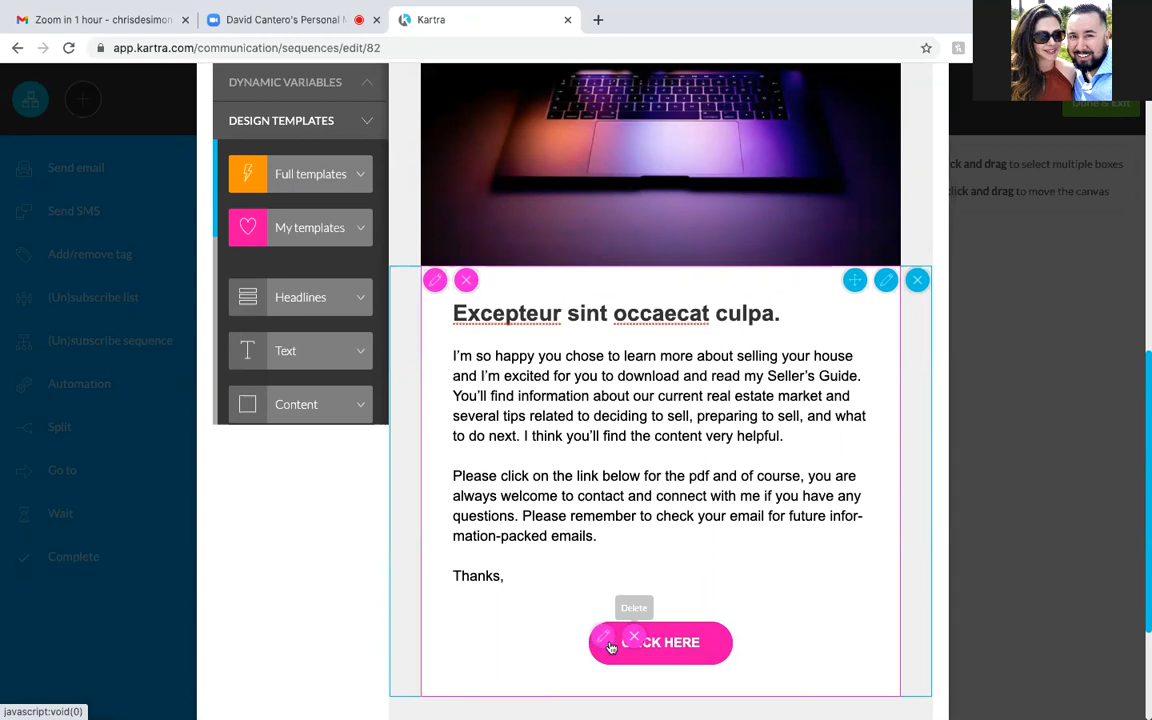 Zoom in 1 hour - chrisdesimon
David Cantero's Personal M
Kartra
app.kartra.com/communication/sequences/edit/82
Send email
Send SMS
Add/remove tag
(Un)subscribe list
(Un)subscribe sequence
Automation
Split
Go to
Wait
Complete
DYNAMIC VARIABLES
DESIGN TEMPLATES
Full templates
My templates
Headlines
Text
Content
Done & Exit
ck and drag to select multiple boxes
click and drag to move the canvas
Excepteur sint occaecat culpa.
I'm so happy you chose to learn more about selling your house
and I'm excited for you to download and read my Seller's Guide.
You'll find information about our current real estate market and
several tips related to deciding to sell, preparing to sell, and what
to do next. I think you'll find the content very helpful.
Please click on the link below for the pdf and of course, you are
always welcome to contact and connect with me if you have any
questions. Please remember to check your email for future infor-
mation-packed emails.
Thanks,
Delete
CLICK HERE
javascript:void(0)